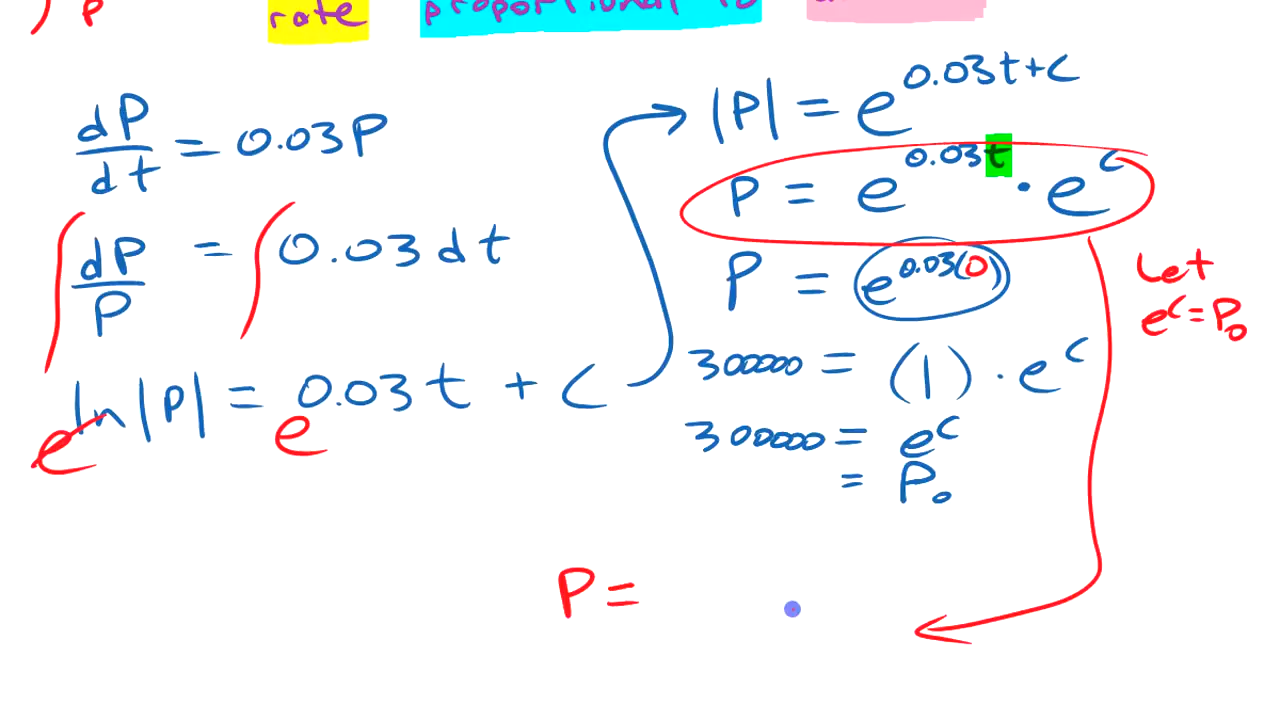 P
rate proportional to
dP/dt = 0.03P
∫ dP/P = ∫ 0.03 dt
ln|P| = 0.03t + C
e e
|P| = e^(0.03t+C)
P = e^(0.03t) · e^C
P = e^(0.03(0))
300000 = (1) · e^C
300000 = e^C
= P₀
Let
e^C = P₀
P =